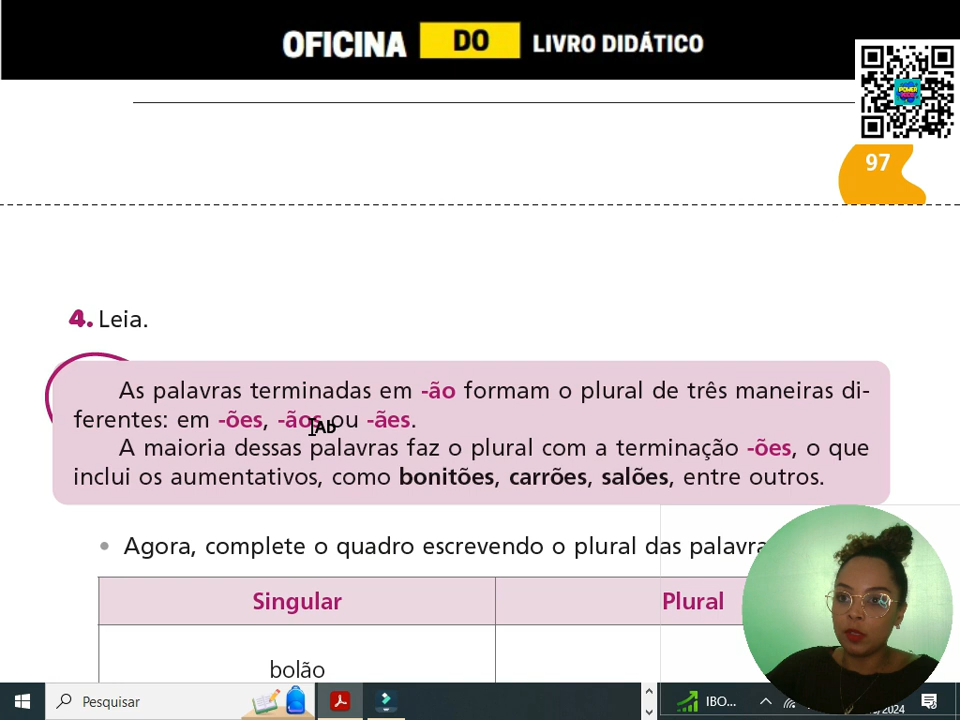 OFICINA DO LIVRO DIDÁTICO
97
4. Leia.
As palavras terminadas em -ão formam o plural de três maneiras di-
ferentes: em -ões, -ãos ou -ães.
A maioria dessas palavras faz o plural com a terminação -ões, o que
inclui os aumentativos, como bonitões, carrões, salões, entre outros.
• Agora, complete o quadro escrevendo o plural das
Singular Plural
bolão
Pesquisar
IBO...